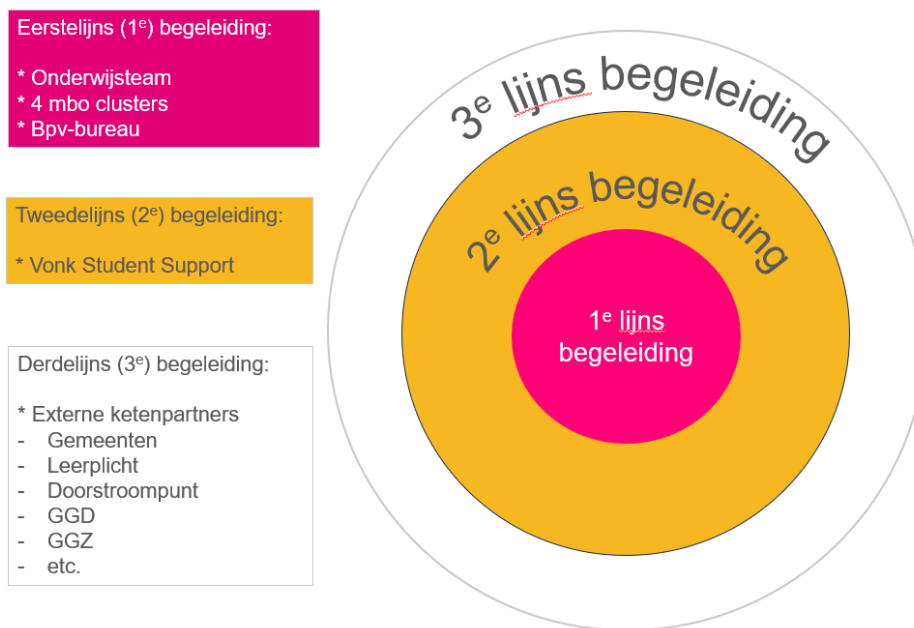 Eerstelijns (1e) begeleiding:
* Onderwijsteam
* 4 mbo clusters
* Bpv-bureau
Tweedelijns (2e) begeleiding:
* Vonk Student Support
Derdelijns (3e) begeleiding:
* Externe ketenpartners
- Gemeenten
- Leerplicht
- Doorstroompunt
- GGD
- GGZ
- etc.
3e lijns begeleiding
2e lijns begeleiding
1e lijns
begeleiding